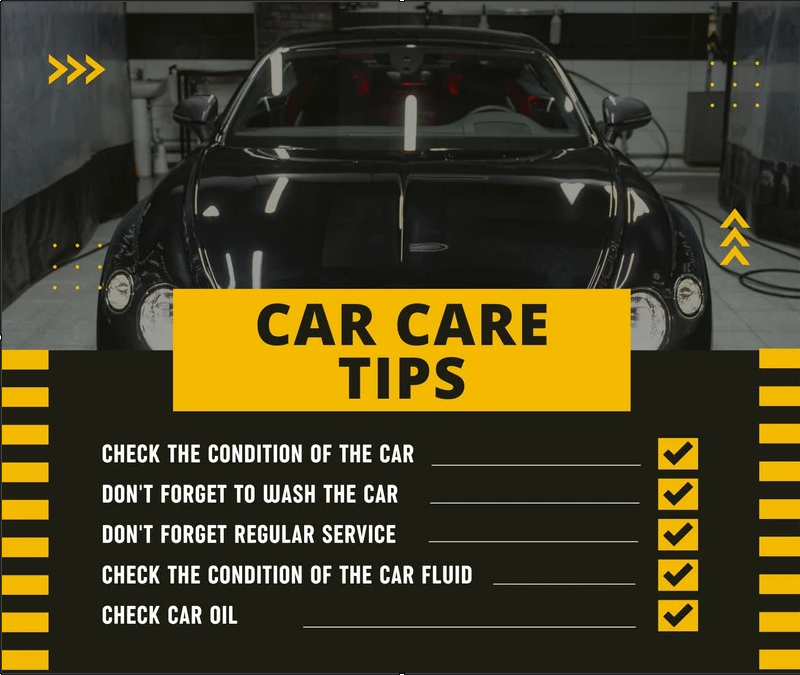 CAR CARE
TIPS
CHECK THE CONDITION OF THE CAR
DON'T FORGET TO WASH THE CAR
DON'T FORGET REGULAR SERVICE
CHECK THE CONDITION OF THE CAR FLUID
CHECK CAR OIL